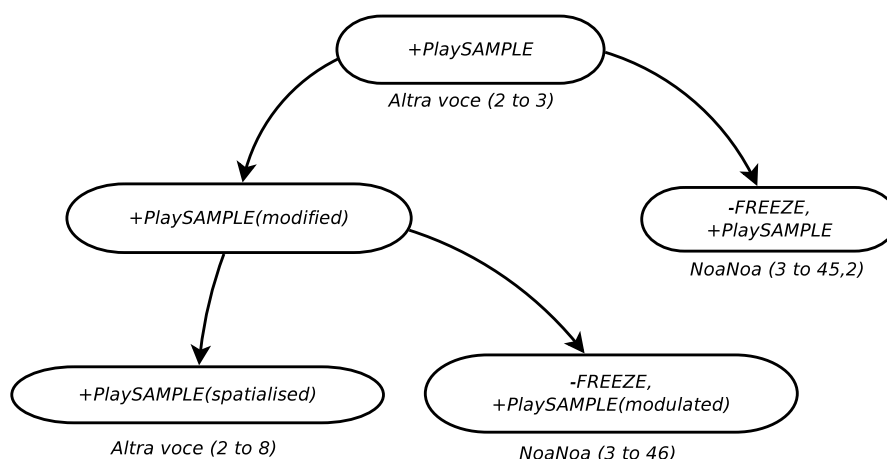 +PlaySAMPLE
Altra voce (2 to 3)
+PlaySAMPLE(modified)
-FREEZE,
+PlaySAMPLE
NoaNoa (3 to 45,2)
+PlaySAMPLE(spatialised)
Altra voce (2 to 8)
-FREEZE,
+PlaySAMPLE(modulated)
NoaNoa (3 to 46)